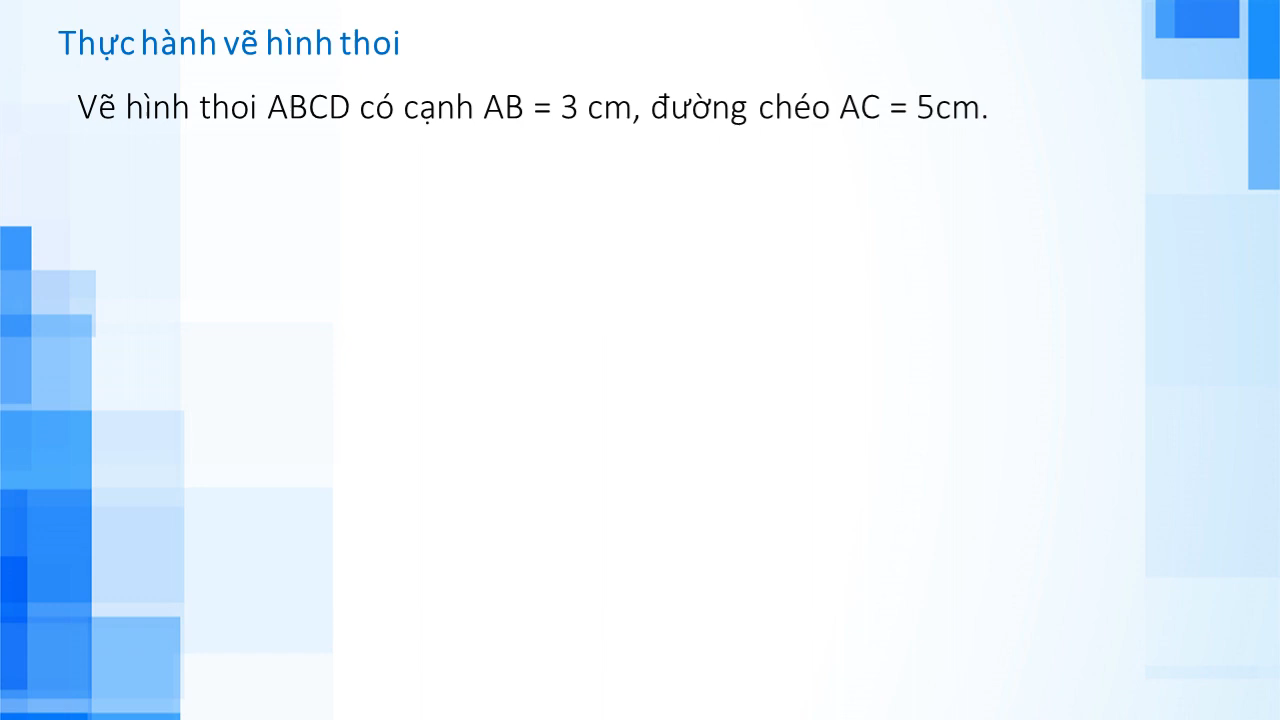 Thực hành vẽ hình thoi
Vẽ hình thoi ABCD có cạnh AB = 3 cm, đường chéo AC = 5cm.